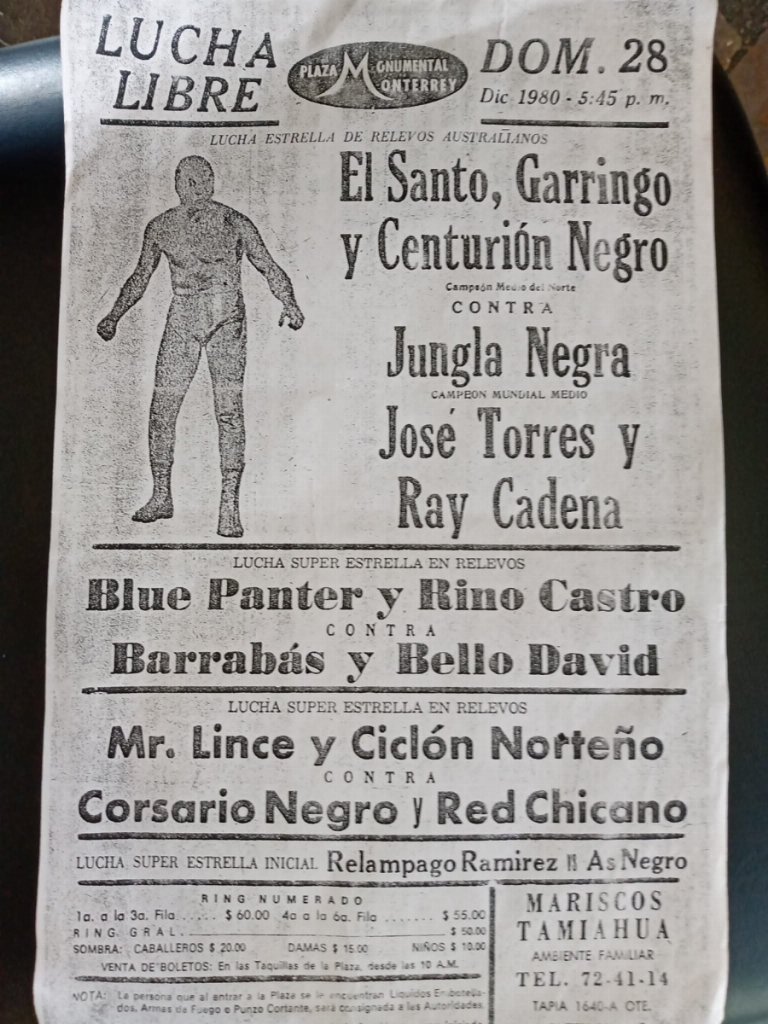 LUCHA LIBRE
PLAZA MONUMENTAL MONTERREY
DOM. 28
Dic 1980 - 5:45 p. m.
LUCHA ESTRELLA DE RELEVOS AUSTRALIANOS
El Santo, Garringo
y Centurión Negro
Campeón Medio del Norte
CONTRA
Jungla Negra
CAMPEON MUNDIAL MEDIO
José Torres y
Ray Cadena
LUCHA SUPER ESTRELLA EN RELEVOS
Blue Panter y Rino Castro
CONTRA
Barrabás y Bello David
LUCHA SUPER ESTRELLA EN RELEVOS
Mr. Lince y Ciclón Norteño
CONTRA
Corsario Negro y Red Chicano
LUCHA SUPER ESTRELLA INICIAL Relampago Ramirez As Negro
RING NUMERADO
1a. a la 3a. Fila ..... $ 60.00 4a a la 6a. Fila ....... $ 55.00
RING GRAL. $ 50.00
SOMBRA: CABALLEROS $ 20.00 DAMAS $ 15.00 NIÑOS $ 10.00
VENTA DE BOLETOS: En las Taquillas de la Plaza, desde las 10 A.M.
NOTA: La persona que al entrar a la Plaza se le encuentran Liquidos Embotella-
dos, Armas de Fuego o Punzo Cortante, será consignada a las Autoridades.
MARISCOS
TAMIAHUA
AMBIENTE FAMILIAR
TEL. 72-41-14
TAPIA 1640-A OTE.